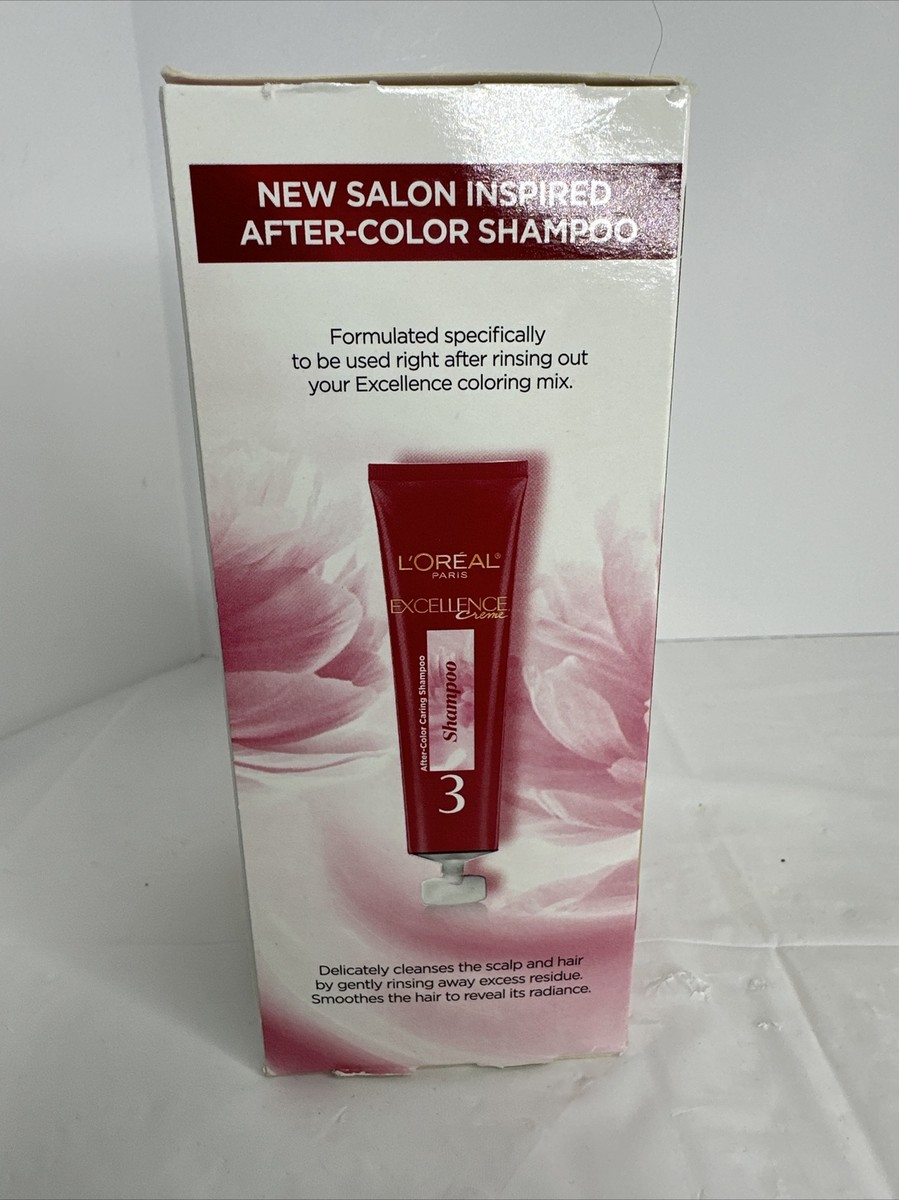 NEW SALON INSPIRED
AFTER-COLOR SHAMPOO
Formulated specifically
to be used right after rinsing out
your Excellence coloring mix.
L'ORÉAL®
PARIS
EXCELLENCE
Creme
After-Color Caring Shampoo
Shampoo
3
Delicately cleanses the scalp and hair
by gently rinsing away excess residue.
Smoothes the hair to reveal its radiance.